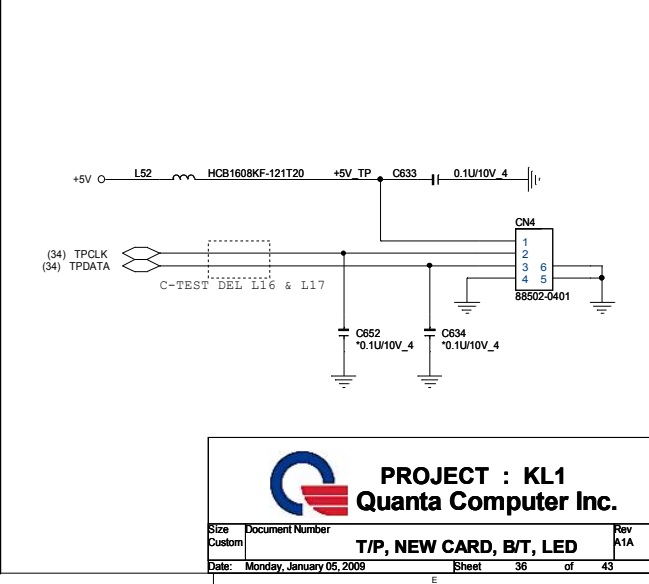 +5V L52 HCB1608KF-121T20 +5V_TP C633 0.1U/10V_4
CN4
(34) TPCLK
(34) TPDATA
1
2
3 6
4 5
C-TEST DEL L16 & L17
88502-0401
C652
*0.1U/10V_4
C634
*0.1U/10V_4
PROJECT : KL1
Quanta Computer Inc.
Size Document Number Rev
Custom T/P, NEW CARD, B/T, LED A1A
Date: Monday, January 05, 2009 Sheet 36 of 43
E